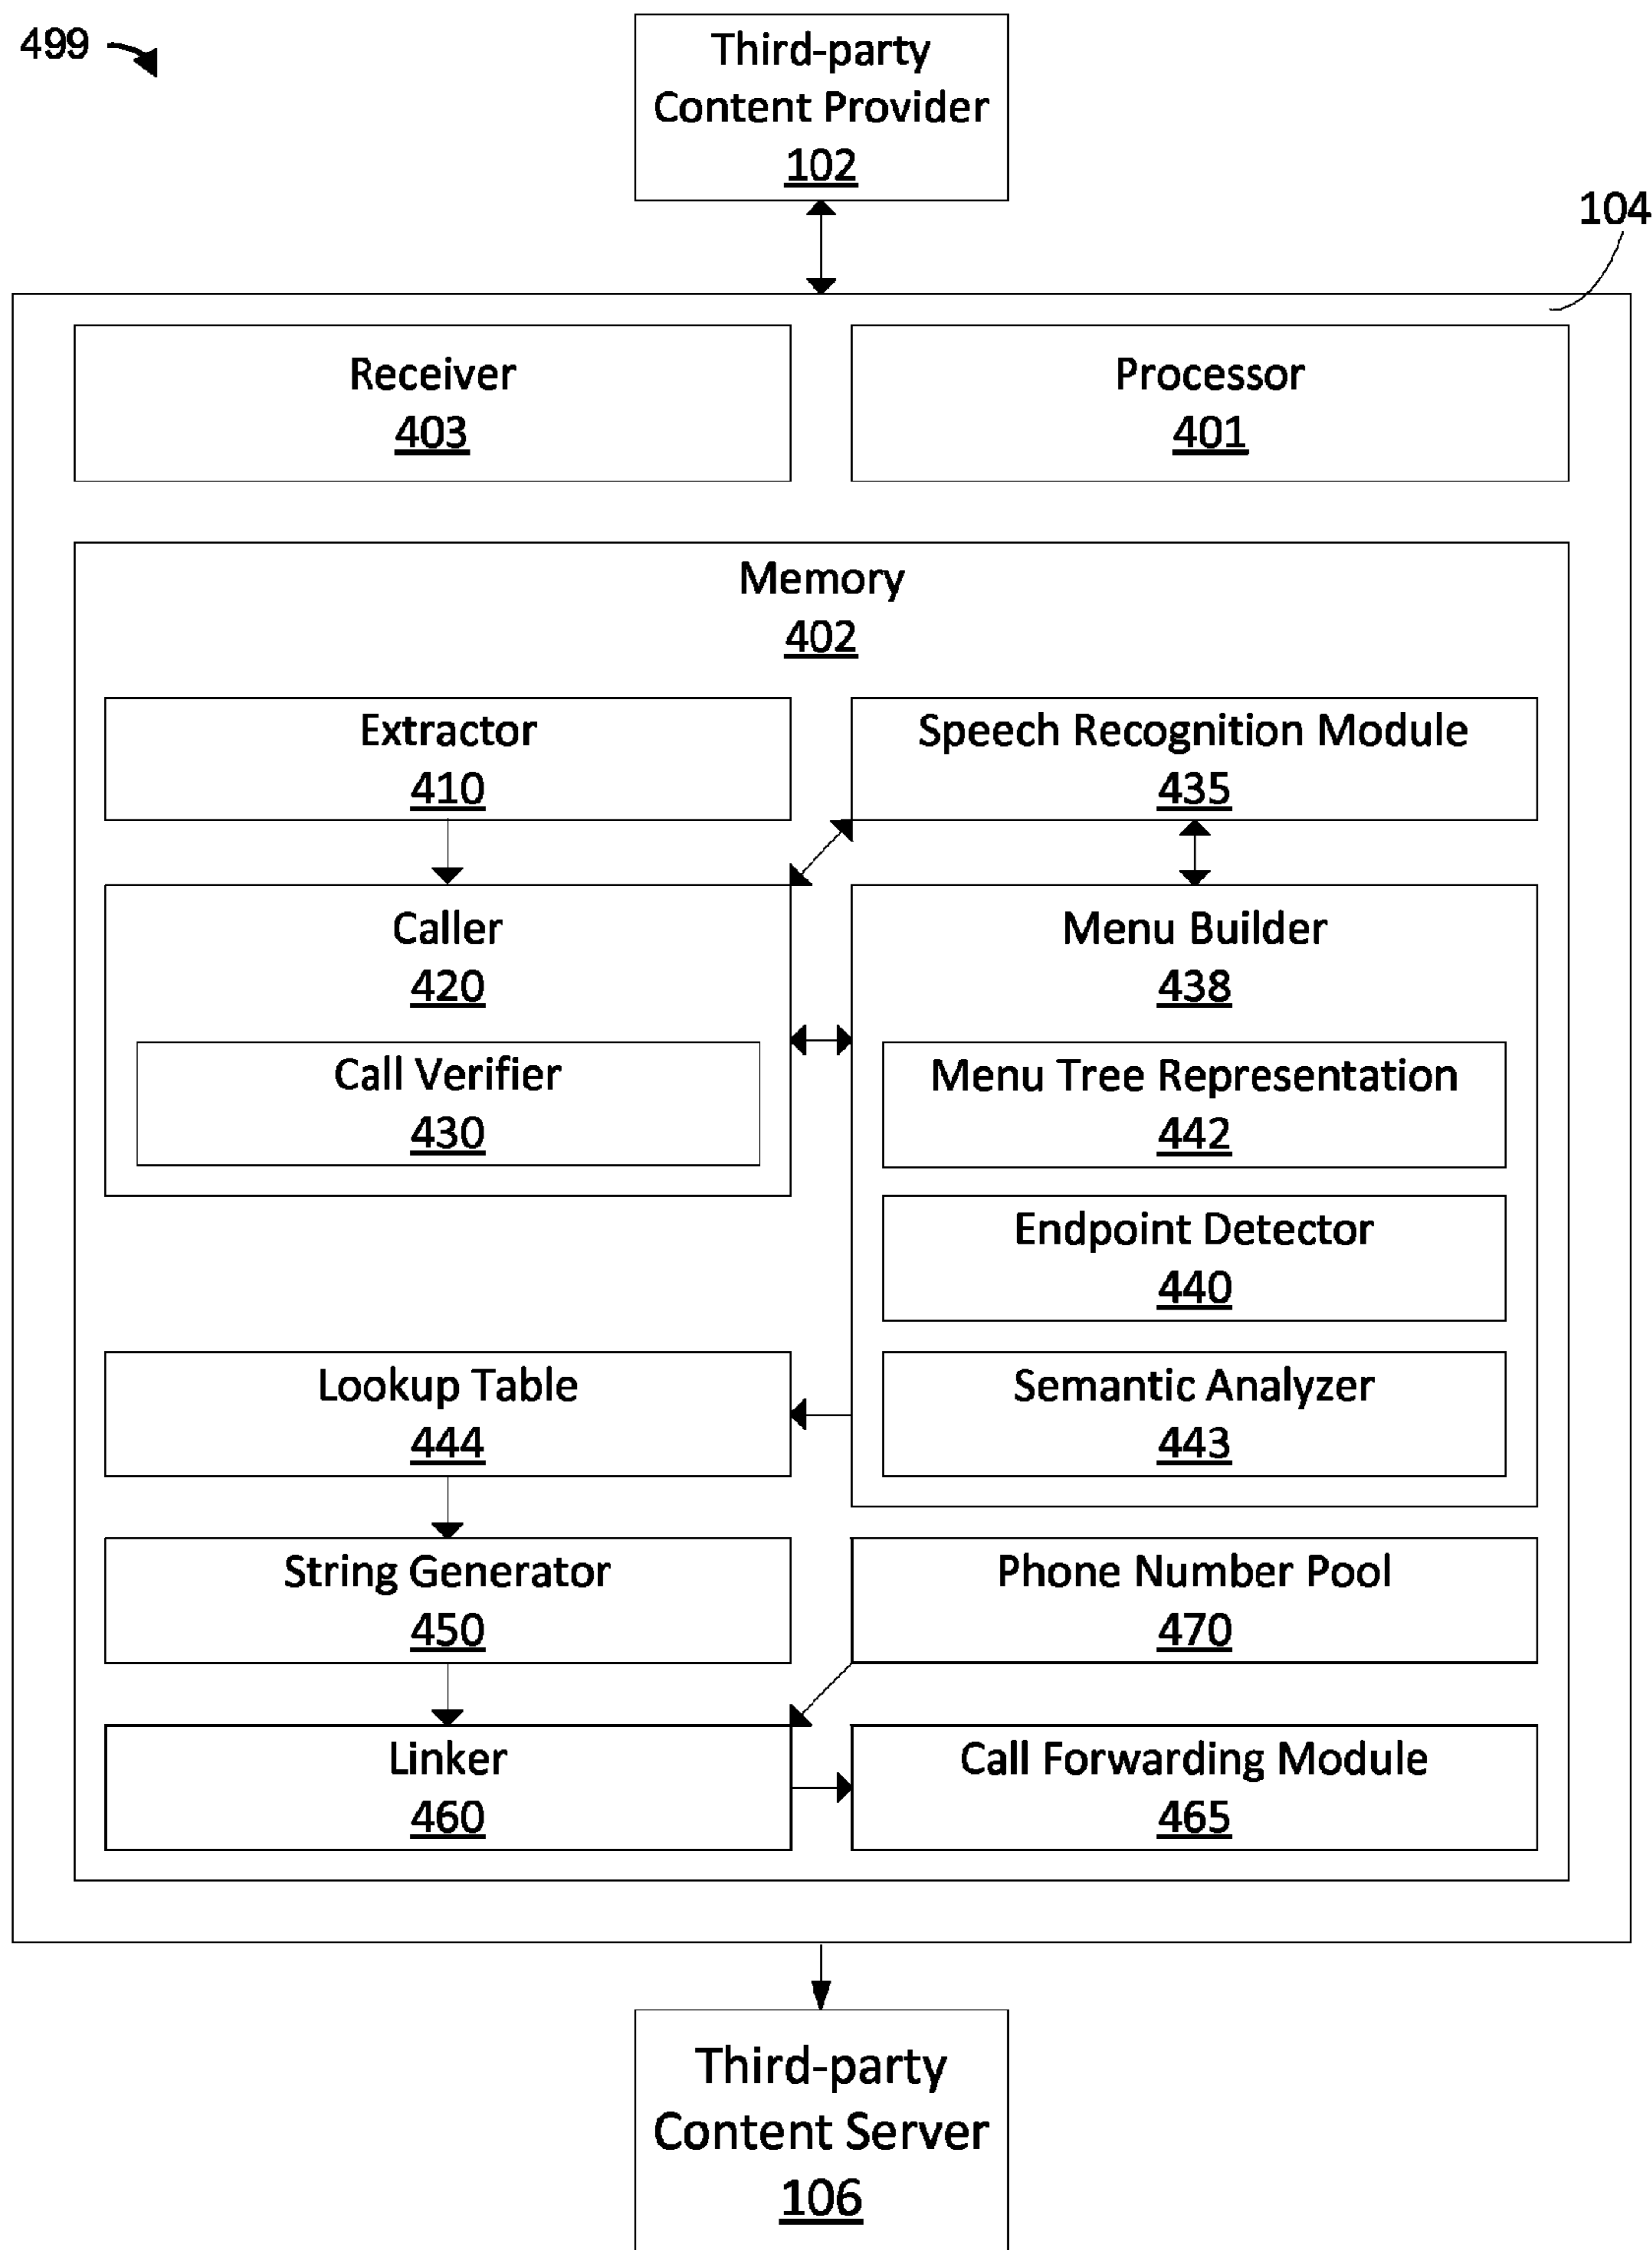 499
Third-party
Content Provider
102
104
Receiver
403
Processor
401
Memory
402
Extractor
410
Speech Recognition Module
435
Caller
420
Call Verifier
430
Menu Builder
438
Menu Tree Representation
442
Endpoint Detector
440
Semantic Analyzer
443
Lookup Table
444
String Generator
450
Phone Number Pool
470
Linker
460
Call Forwarding Module
465
Third-party
Content Server
106